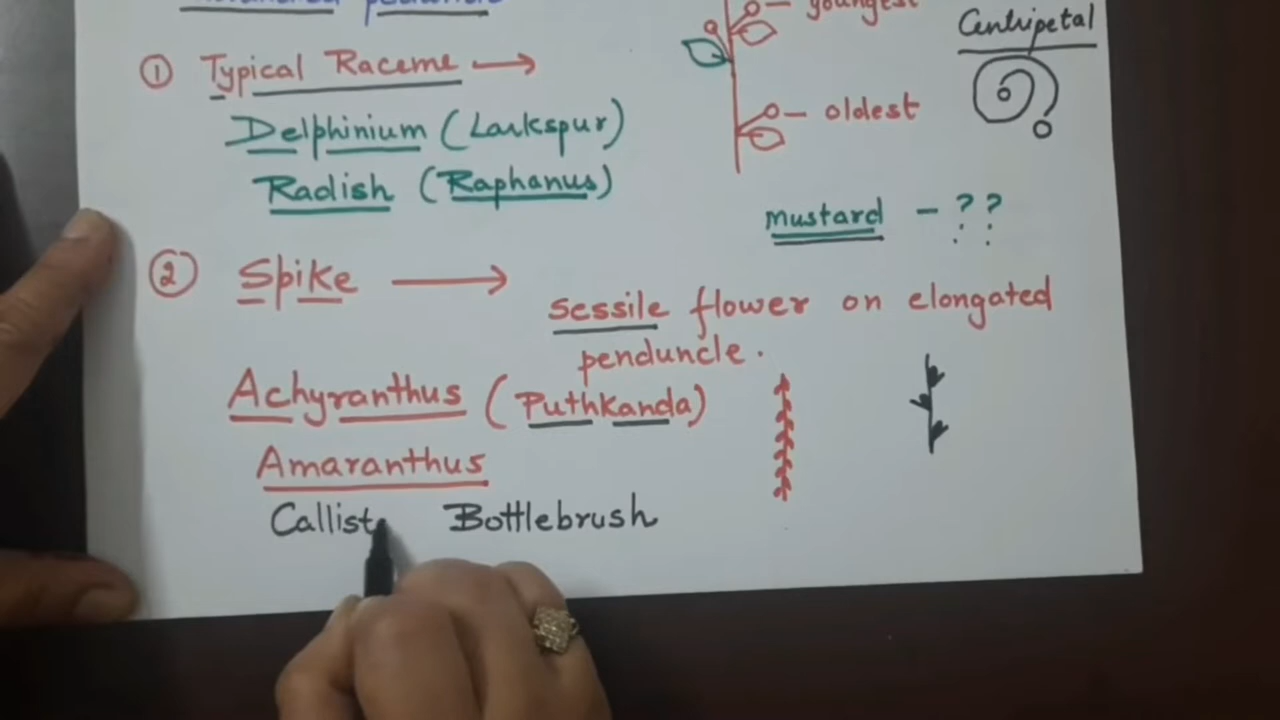 peduncle
① Typical Raceme →
Delphinium (Larkspur)
Radish (Raphanus)
youngest
oldest
Centripetal
mustard - ??
② Spike → sessile flower on elongated
penduncle.
Achyranthus (Puthkanda)
Amaranthus
Callist Bottlebrush